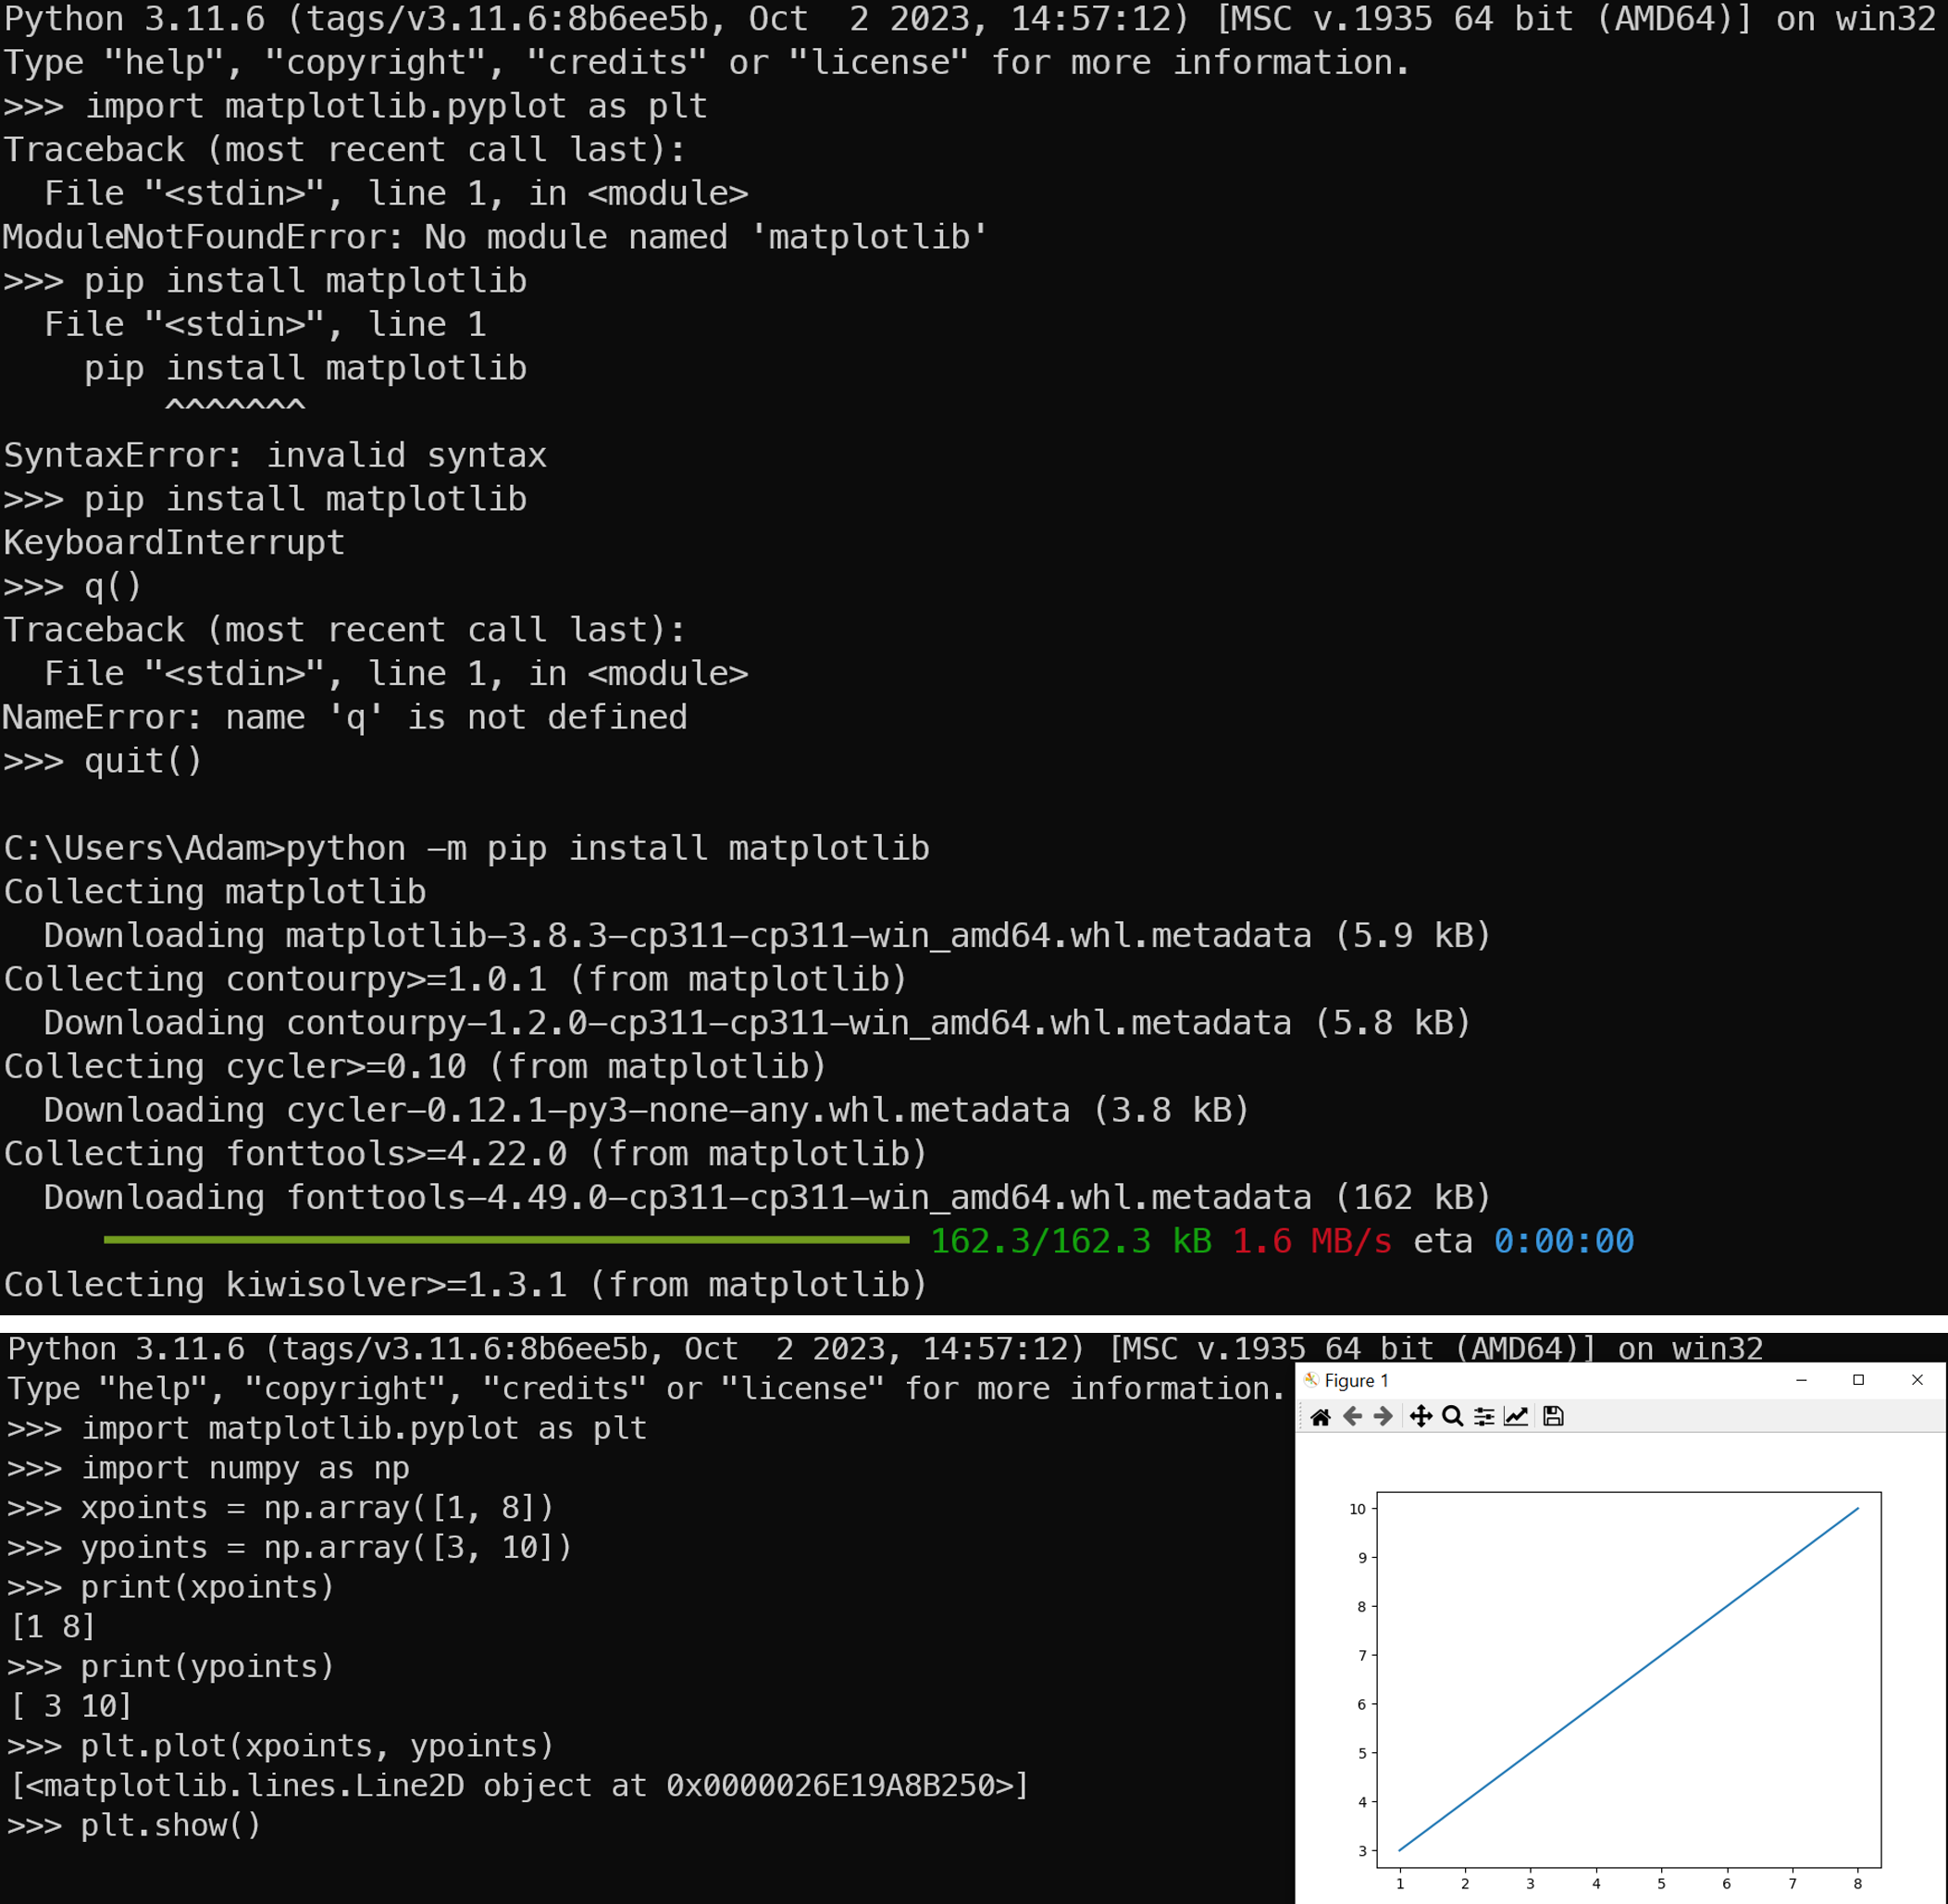 Python 3.11.6 (tags/v3.11.6:8b6ee5b, Oct  2 2023, 14:57:12) [MSC v.1935 64 bit (AMD64)] on win32
Type "help", "copyright", "credits" or "license" for more information.
>>> import matplotlib.pyplot as plt
Traceback (most recent call last):
  File "<stdin>", line 1, in <module>
ModuleNotFoundError: No module named 'matplotlib'
>>> pip install matplotlib
  File "<stdin>", line 1
    pip install matplotlib
        ^^^^^^^
SyntaxError: invalid syntax
>>> pip install matplotlib
KeyboardInterrupt
>>> q()
Traceback (most recent call last):
  File "<stdin>", line 1, in <module>
NameError: name 'q' is not defined
>>> quit()
C:\Users\Adam>python -m pip install matplotlib
Collecting matplotlib
  Downloading matplotlib-3.8.3-cp311-cp311-win_amd64.whl.metadata (5.9 kB)
Collecting contourpy>=1.0.1 (from matplotlib)
  Downloading contourpy-1.2.0-cp311-cp311-win_amd64.whl.metadata (5.8 kB)
Collecting cycler>=0.10 (from matplotlib)
  Downloading cycler-0.12.1-py3-none-any.whl.metadata (3.8 kB)
Collecting fonttools>=4.22.0 (from matplotlib)
  Downloading fonttools-4.49.0-cp311-cp311-win_amd64.whl.metadata (162 kB)
162.3/162.3 kB 1.6 MB/s eta 0:00:00
Collecting kiwisolver>=1.3.1 (from matplotlib)
Python 3.11.6 (tags/v3.11.6:8b6ee5b, Oct  2 2023, 14:57:12) [MSC v.1935 64 bit (AMD64)] on win32
Type "help", "copyright", "credits" or "license" for more information.
>>> import matplotlib.pyplot as plt
>>> import numpy as np
>>> xpoints = np.array([1, 8])
>>> ypoints = np.array([3, 10])
>>> print(xpoints)
[1 8]
>>> print(ypoints)
[ 3 10]
>>> plt.plot(xpoints, ypoints)
[<matplotlib.lines.Line2D object at 0x0000026E19A8B250>]
>>> plt.show()
Figure 1
10
9
8
7
6
5
4
3
1 2 3 4 5 6 7 8